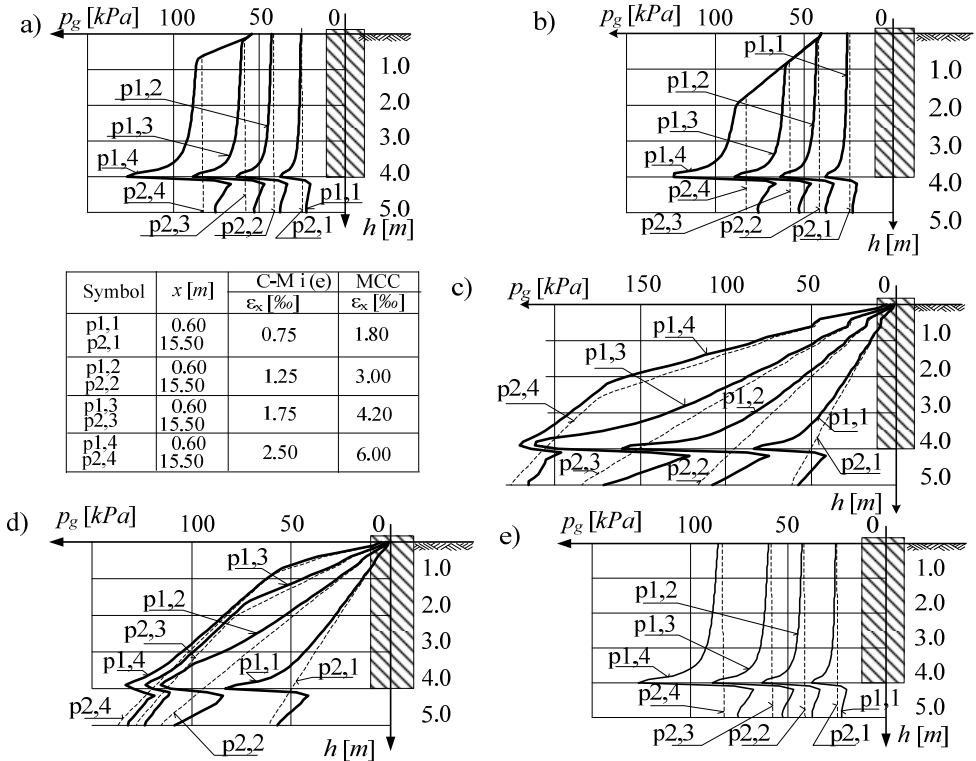 a)
p_g [kPa] 100 50 0
1.0
2.0
3.0
4.0
5.0
h [m]
p1,2
p1,3
p1,4
p2,4
p2,3
p2,2
p2,1
p1,1
b)
p_g [kPa] 100 50 0
1.0
2.0
3.0
4.0
5.0
h [m]
p1,1
p1,2
p1,3
p1,4
p2,4
p2,3
p2,2
p2,1
Symbol x [m] C-M i (e) MCC
ε_x [‰] ε_x [‰]
p1,1 0.60
p2,1 15.50 0.75 1.80
p1,2 0.60
p2,2 15.50 1.25 3.00
p1,3 0.60
p2,3 15.50 1.75 4.20
p1,4 0.60
p2,4 15.50 2.50 6.00
c)
p_g [kPa] 150 100 50 0
1.0
2.0
3.0
4.0
5.0
h [m]
p1,4
p1,3
p2,4
p1,2
p1,1
p2,3
p2,2
p2,1
d)
p_g [kPa] 100 50 0
1.0
2.0
3.0
4.0
5.0
h [m]
p1,3
p1,2
p2,3
p1,4
p1,1
p2,1
p2,4
p2,2
e)
p_g [kPa] 100 50 0
1.0
2.0
3.0
4.0
5.0
h [m]
p1,2
p1,3
p1,4
p2,4
p1,1
p2,3
p2,2
p2,1